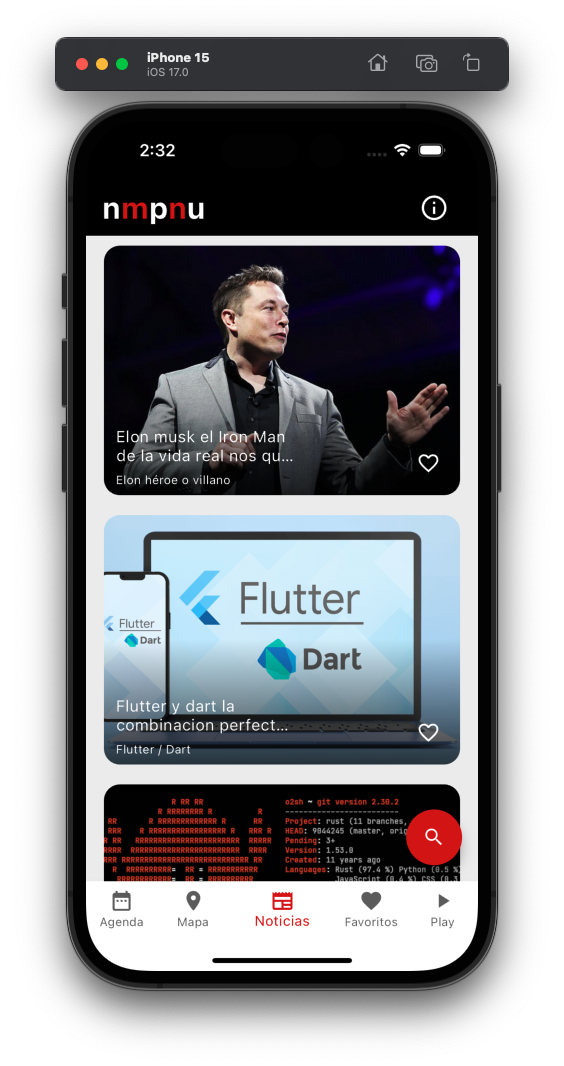 iPhone 15
iOS 17.0
2:32
nmpnu
Elon musk el Iron Man
de la vida real nos qu...
Elon héroe o villano
Flutter
Dart
Flutter
Dart
Flutter y dart la
combinacion perfect...
Flutter / Dart
o2sh ~ git version 2.30.2
Project: rust (11 branches,
HEAD: 9044245 (master, orig
Pending: 3+
Version: 1.53.0
Created: 11 years ago
Languages: Rust (97.4 %) Python (0.5 %
JavaScript (0.4 %) CSS (0.3
Agenda
Mapa
Noticias
Favoritos
Play